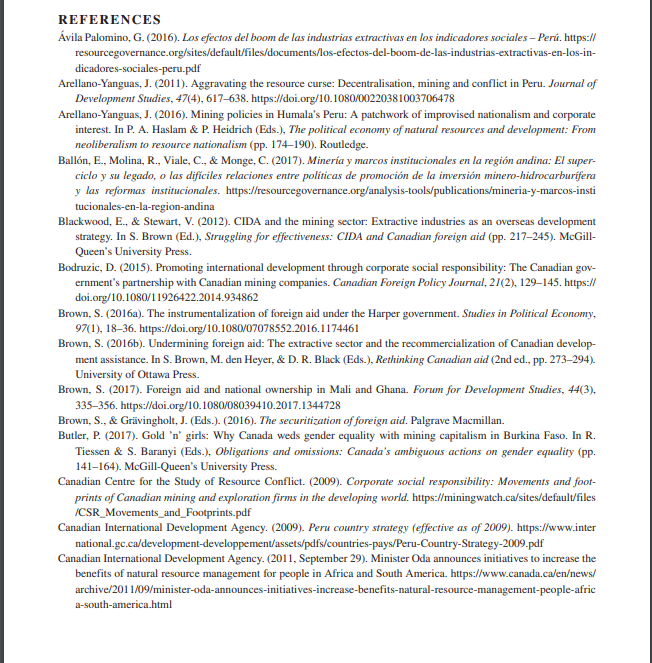 REFERENCES
Ávila Palomino, G. (2016). Los efectos del boom de las industrias extractivas en los indicadores sociales – Perú. https://
resourcegovernance.org/sites/default/files/documents/los-efectos-del-boom-de-las-industrias-extractivas-en-los-in-
dicadores-sociales-peru.pdf
Arellano-Yanguas, J. (2011). Aggravating the resource curse: Decentralisation, mining and conflict in Peru. Journal of
Development Studies, 47(4), 617–638. https://doi.org/10.1080/00220381003706478
Arellano-Yanguas, J. (2016). Mining policies in Humala's Peru: A patchwork of improvised nationalism and corporate
interest. In P. A. Haslam & P. Heidrich (Eds.), The political economy of natural resources and development: From
neoliberalism to resource nationalism (pp. 174–190). Routledge.
Ballón, E., Molina, R., Viale, C., & Monge, C. (2017). Minería y marcos institucionales en la región andina: El super-
ciclo y su legado, o las difíciles relaciones entre políticas de promoción de la inversión minero-hidrocarburífera
y las reformas institucionales. https://resourcegovernance.org/analysis-tools/publications/mineria-y-marcos-insti
tucionales-en-la-region-andina
Blackwood, E., & Stewart, V. (2012). CIDA and the mining sector: Extractive industries as an overseas development
strategy. In S. Brown (Ed.), Struggling for effectiveness: CIDA and Canadian foreign aid (pp. 217–245). McGill-
Queen's University Press.
Bodruzic, D. (2015). Promoting international development through corporate social responsibility: The Canadian gov-
ernment's partnership with Canadian mining companies. Canadian Foreign Policy Journal, 21(2), 129–145. https://
doi.org/10.1080/11926422.2014.934862
Brown, S. (2016a). The instrumentalization of foreign aid under the Harper government. Studies in Political Economy,
97(1), 18–36. https://doi.org/10.1080/07078552.2016.1174461
Brown, S. (2016b). Undermining foreign aid: The extractive sector and the recommercialization of Canadian develop-
ment assistance. In S. Brown, M. den Heyer, & D. R. Black (Eds.), Rethinking Canadian aid (2nd ed., pp. 273–294).
University of Ottawa Press.
Brown, S. (2017). Foreign aid and national ownership in Mali and Ghana. Forum for Development Studies, 44(3),
335–356. https://doi.org/10.1080/08039410.2017.1344728
Brown, S., & Grävingholt, J. (Eds.). (2016). The securitization of foreign aid. Palgrave Macmillan.
Butler, P. (2017). Gold 'n' girls: Why Canada weds gender equality with mining capitalism in Burkina Faso. In R.
Tiessen & S. Baranyi (Eds.), Obligations and omissions: Canada's ambiguous actions on gender equality (pp.
141–164). McGill-Queen's University Press.
Canadian Centre for the Study of Resource Conflict. (2009). Corporate social responsibility: Movements and foot-
prints of Canadian mining and exploration firms in the developing world. https://miningwatch.ca/sites/default/files
/CSR_Movements_and_Footprints.pdf
Canadian International Development Agency. (2009). Peru country strategy (effective as of 2009). https://www.inter
national.gc.ca/development-developpement/assets/pdfs/countries-pays/Peru-Country-Strategy-2009.pdf
Canadian International Development Agency. (2011, September 29). Minister Oda announces initiatives to increase the
benefits of natural resource management for people in Africa and South America. https://www.canada.ca/en/news/
archive/2011/09/minister-oda-announces-initiatives-increase-benefits-natural-resource-management-people-afric
a-south-america.html